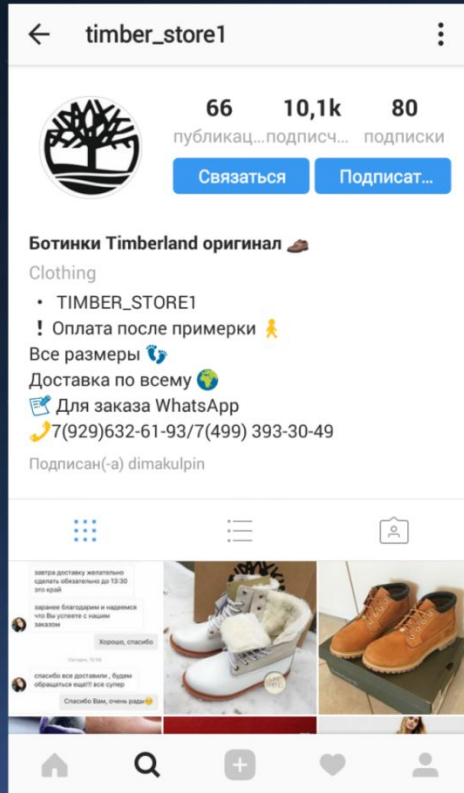 timber_store1
66 10,1k 80
публикац... подписч... подписки
Связаться Подписат...
Ботинки Timberland оригинал
Clothing
• TIMBER_STORE1
! Оплата после примерки
Все размеры
Доставка по всему
Для заказа WhatsApp
7(929)632-61-93/7(499) 393-30-49
Подписан(-а) dimakulpin
завтра доставку желательно
сделать обязательно до 13:30
это край
заранее благодарим и надеемся
что Вы успеете с нашим
заказом
Хорошо, спасибо
спасибо все доставили , будем
обращаться еще!!! все супер
Спасибо Вам, очень рады